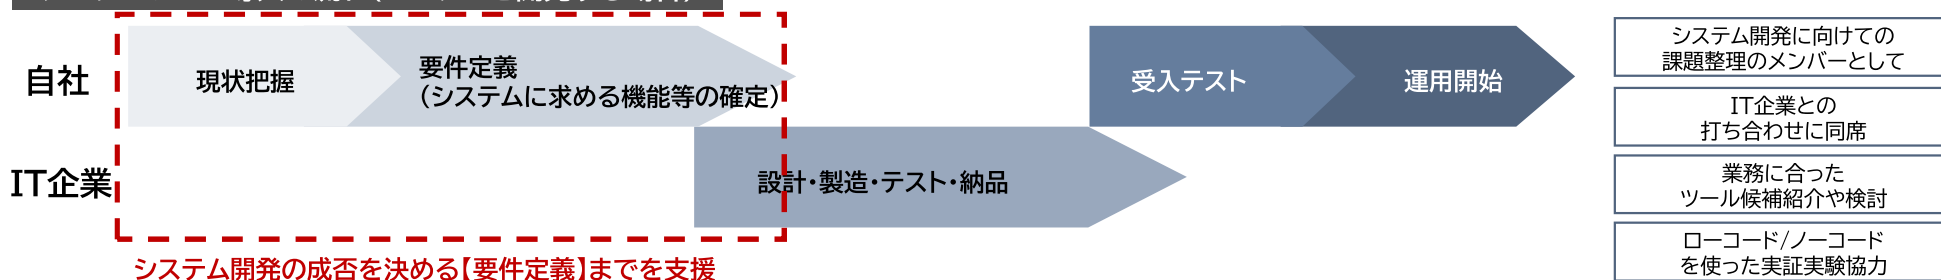 自社
現状把握
要件定義
（システムに求める機能等の確定）
受入テスト
運用開始
IT企業
設計・製造・テスト・納品
システム開発の成否を決める【要件定義】までを支援
システム開発に向けての
課題整理のメンバーとして
IT企業との
打ち合わせに同席
業務に合った
ツール候補紹介や検討
ローコード/ノーコード
を使った実証実験協力